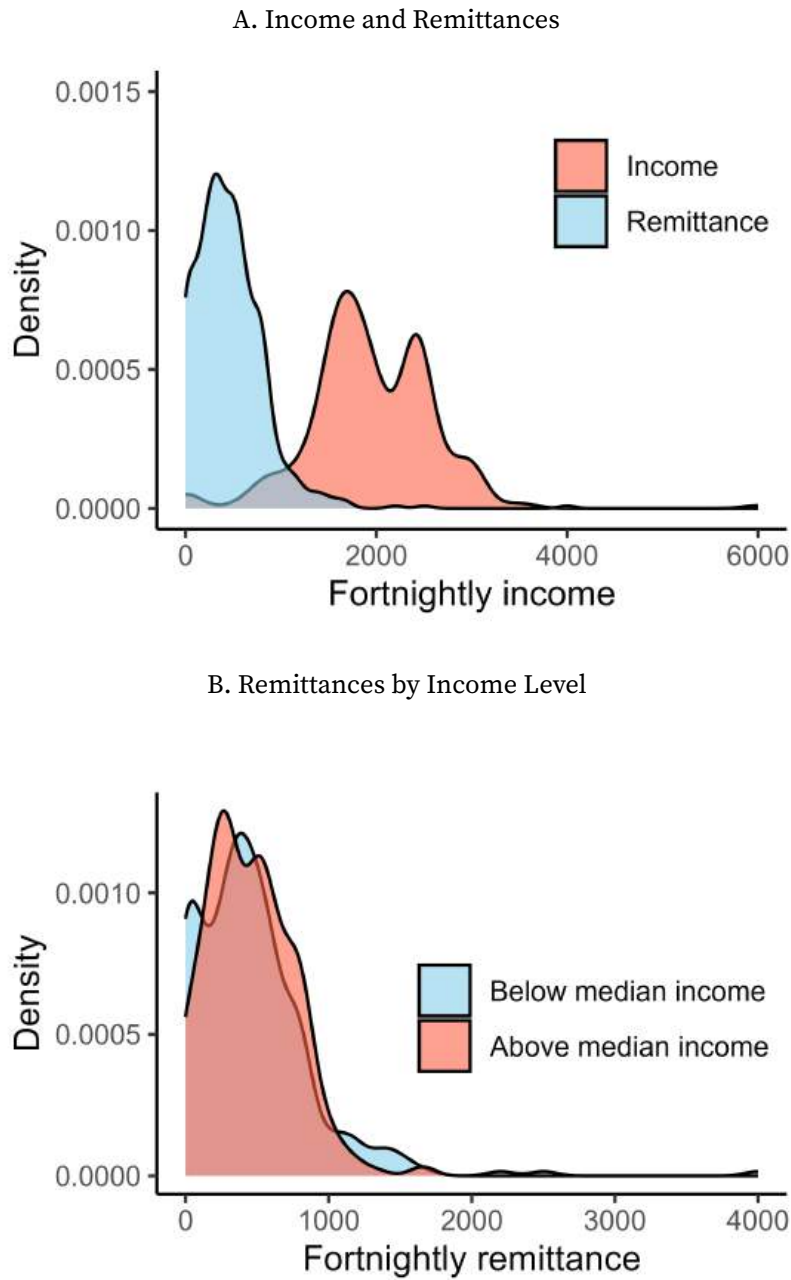 A. Income and Remittances
0.0015
0.0010
0.0005
0.0000
Density
Income
Remittance
0 2000 4000 6000
Fortnightly income
B. Remittances by Income Level
0.0010
0.0005
0.0000
Density
Below median income
Above median income
0 1000 2000 3000 4000
Fortnightly remittance